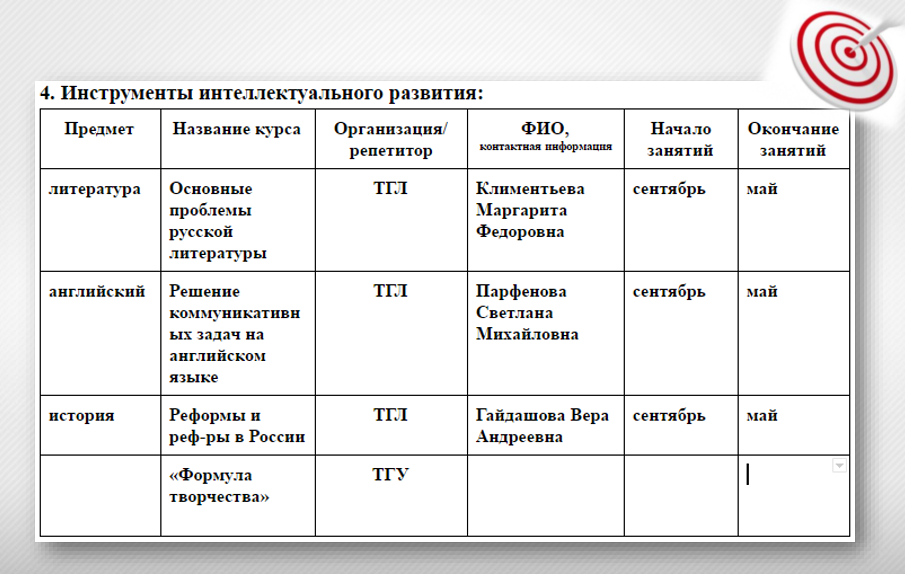 4. Инструменты интеллектуального развития:
Предмет
Название курса
Организация/
репетитор
ФИО,
контактная информация
Начало
занятий
Окончание
занятий
литература
Основные
проблемы
русской
литературы
ТГЛ
Климентьева
Маргарита
Федоровна
сентябрь
май
английский
Решение
коммуникативн
ых задач на
английском
языке
ТГЛ
Парфенова
Светлана
Михайловна
сентябрь
май
история
Реформы и
реф-ры в России
ТГЛ
Гайдашова Вера
Андреевна
сентябрь
май
«Формула
творчества»
ТГУ